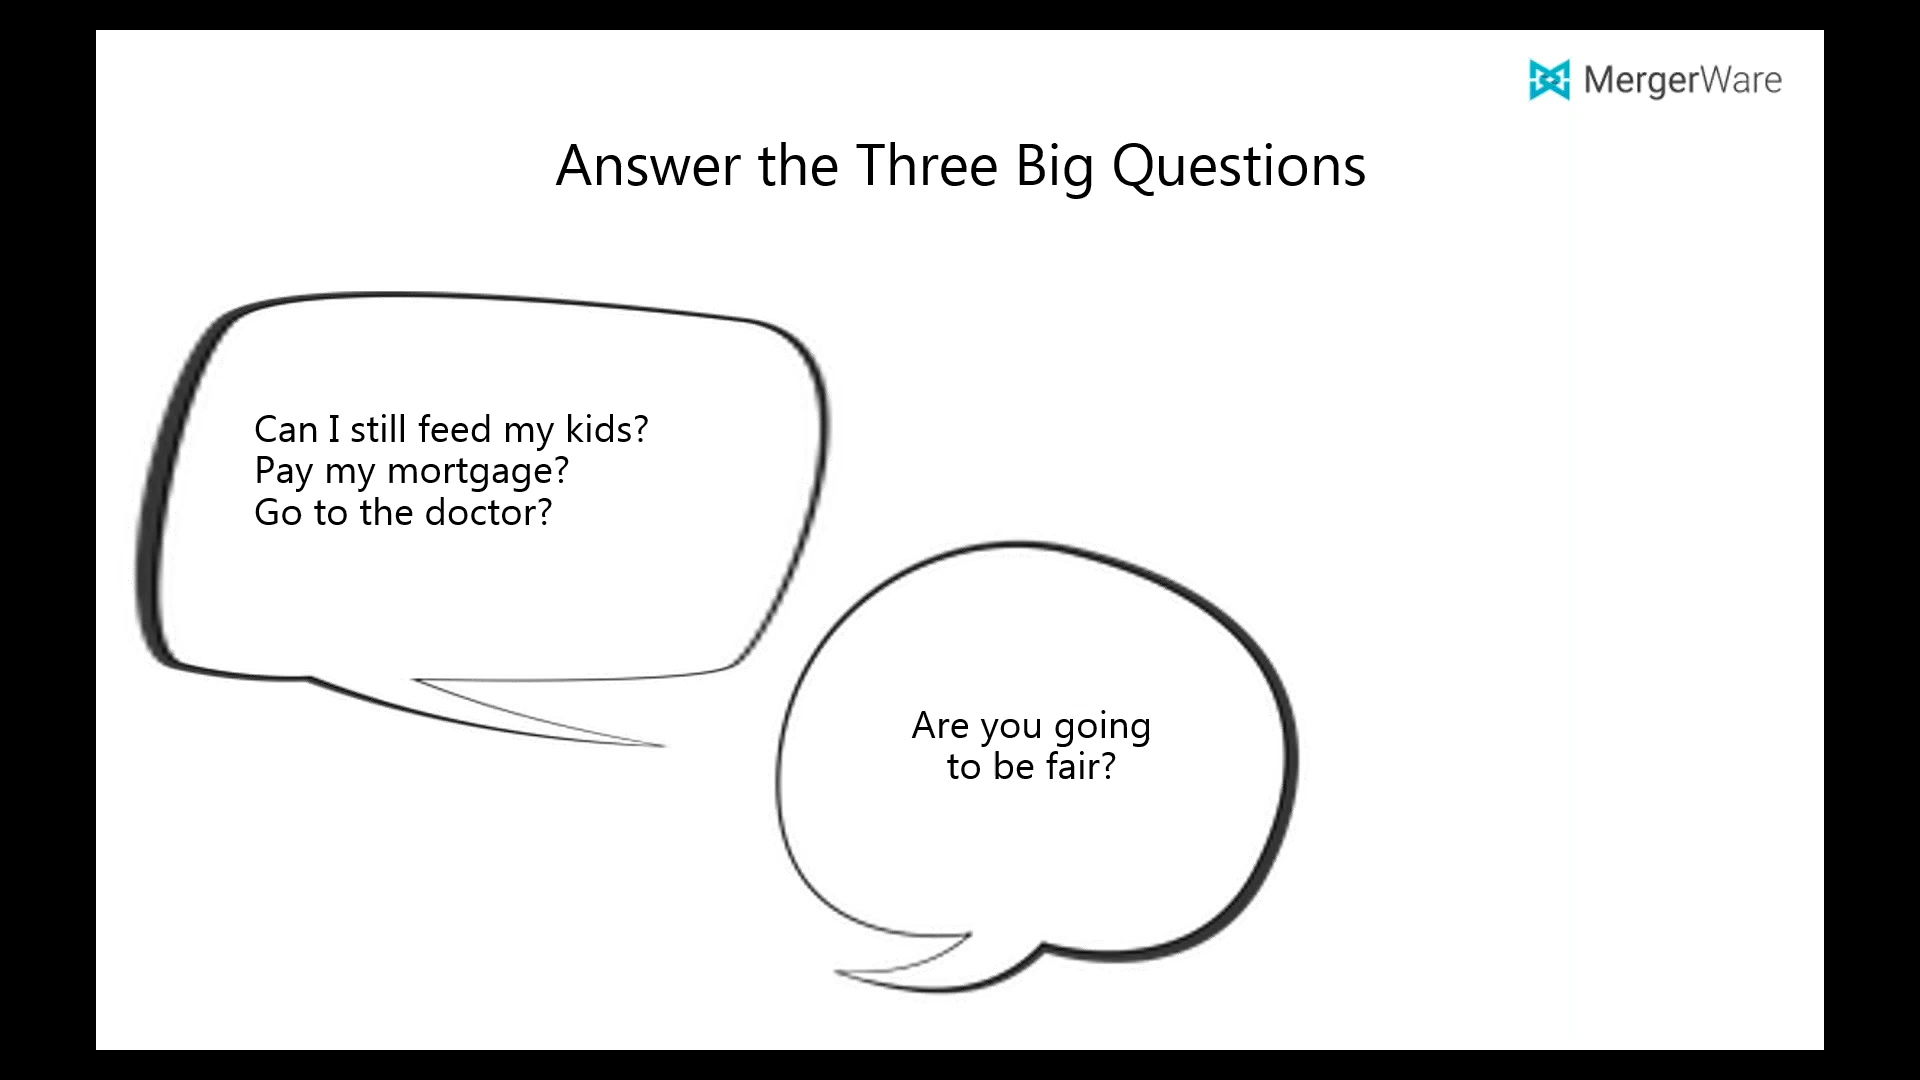 MergerWare
Answer the Three Big Questions
Can I still feed my kids?
Pay my mortgage?
Go to the doctor?
Are you going
to be fair?